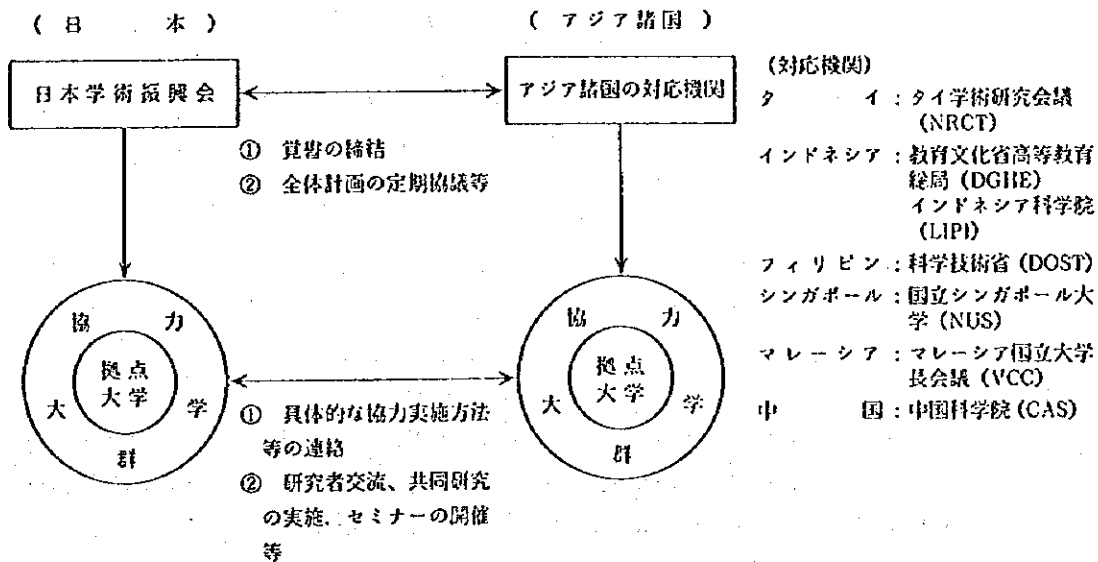 (日 本)
(アジア諸国)
日本学術振興会
アジア諸国の対応機関
① 覚書の締結
② 全体計画の定期協議等
協力大学群
拠点
大学
協力大学群
拠点
大学
① 具体的な協力実施方法
等の連絡
② 研究者交流、共同研究
の実施、セミナーの開催
等
(対応機関)
タイ:タイ学術研究会議
(NRCT)
インドネシア:教育文化省高等教育
総局 (DGHE)
インドネシア科学院
(LIPI)
フィリピン:科学技術省 (DOST)
シンガポール:国立シンガポール大
学 (NUS)
マレーシア:マレーシア国立大学
長会議 (VCC)
中国:中国科学院 (CAS)